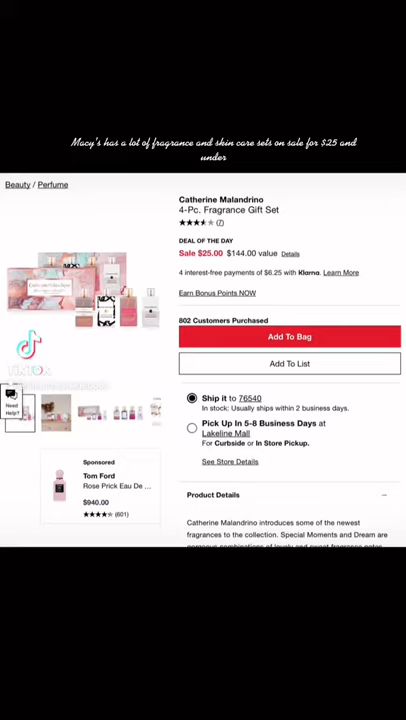 Macy's has a lot of fragrance and skin care sets on sale for $25 and
under
Beauty / Perfume
Catherine Malandrino
4-Pc. Fragrance Gift Set
(7)
DEAL OF THE DAY
Sale $25.00 $144.00 value Details
4 interest-free payments of $6.25 with Klarna. Learn More
Earn Bonus Points NOW
802 Customers Purchased
Add To Bag
Add To List
TikTok
Need
Help?
Ship it to 76540
In stock: Usually ships within 2 business days.
Pick Up In 5-8 Business Days at
Lakeline Mall
For Curbside or In Store Pickup.
See Store Details
Sponsored
Tom Ford
Rose Prick Eau De ...
$940.00
(601)
Product Details
Catherine Malandrino introduces some of the newest
fragrances to the collection. Special Moments and Dream are